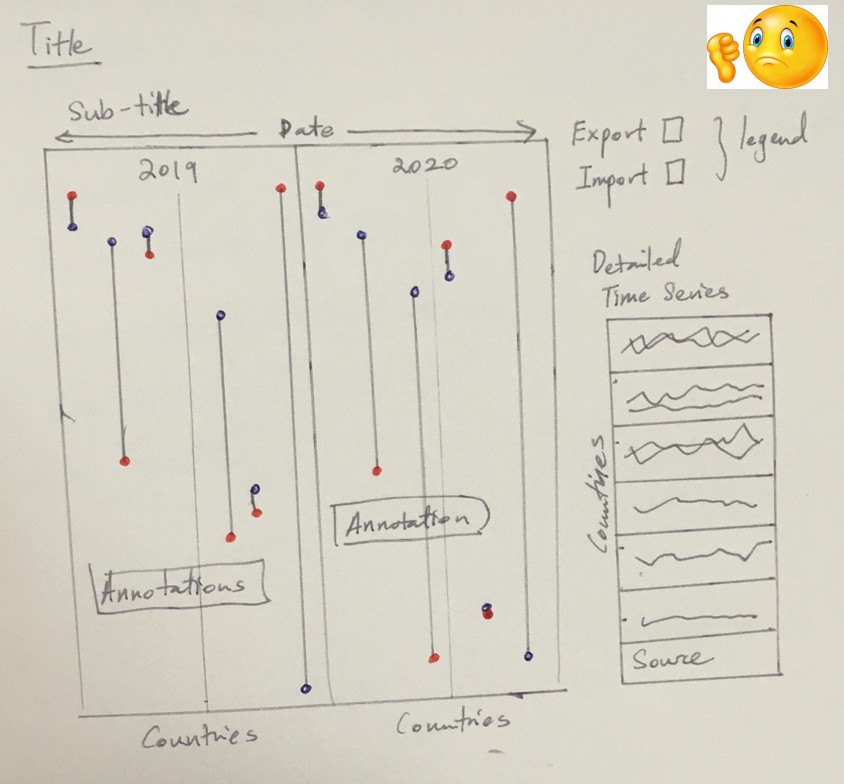 Title
Sub-title
Date
Export
Import
legend
2019
2020
Detailed
Time Series
Countries
Annotation
Annotations
Source
Countries
Countries